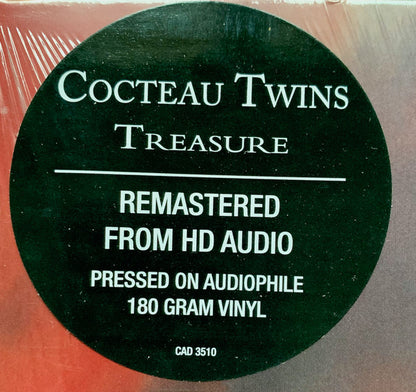 COCTEAU TWINS
TREASURE
REMASTERED
FROM HD AUDIO
PRESSED ON AUDIOPHILE
180 GRAM VINYL
CAD 3510